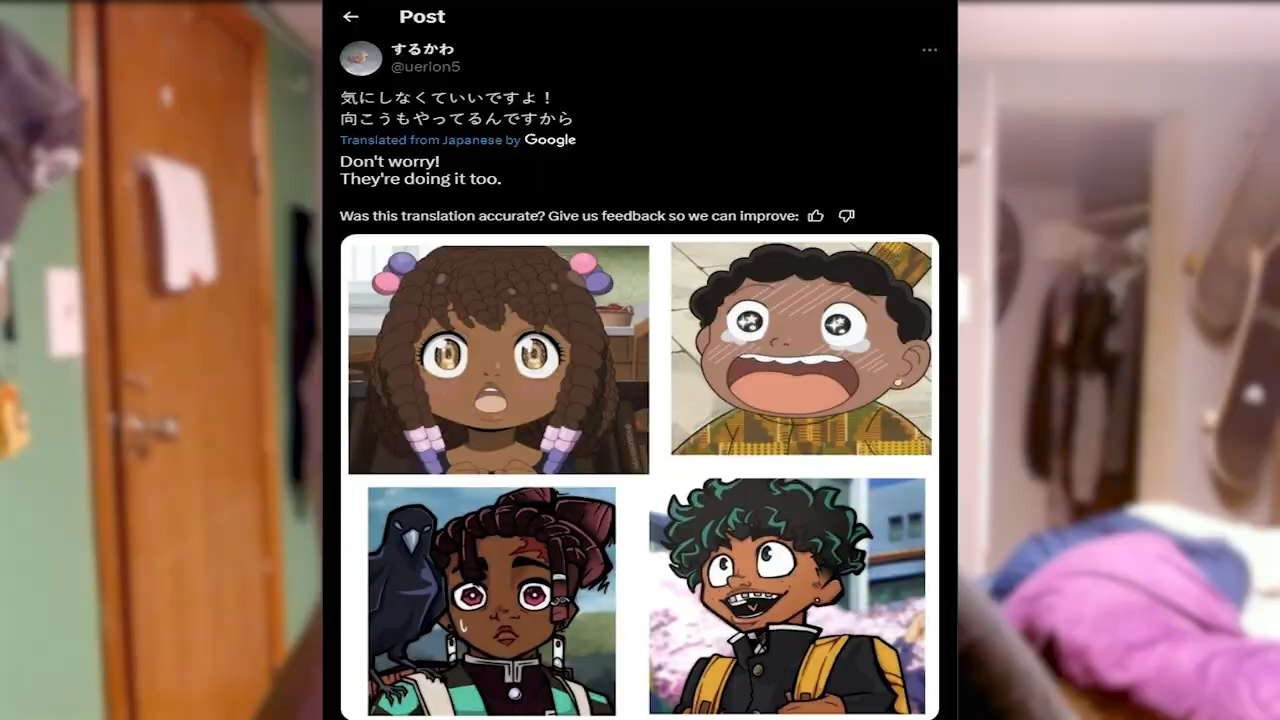 Post
するかわ
@uerlon5
気にしなくていいですよ！
向こうもやってるんですから
Translated from Japanese by Google
Don't worry!
They're doing it too.
Was this translation accurate? Give us feedback so we can improve: